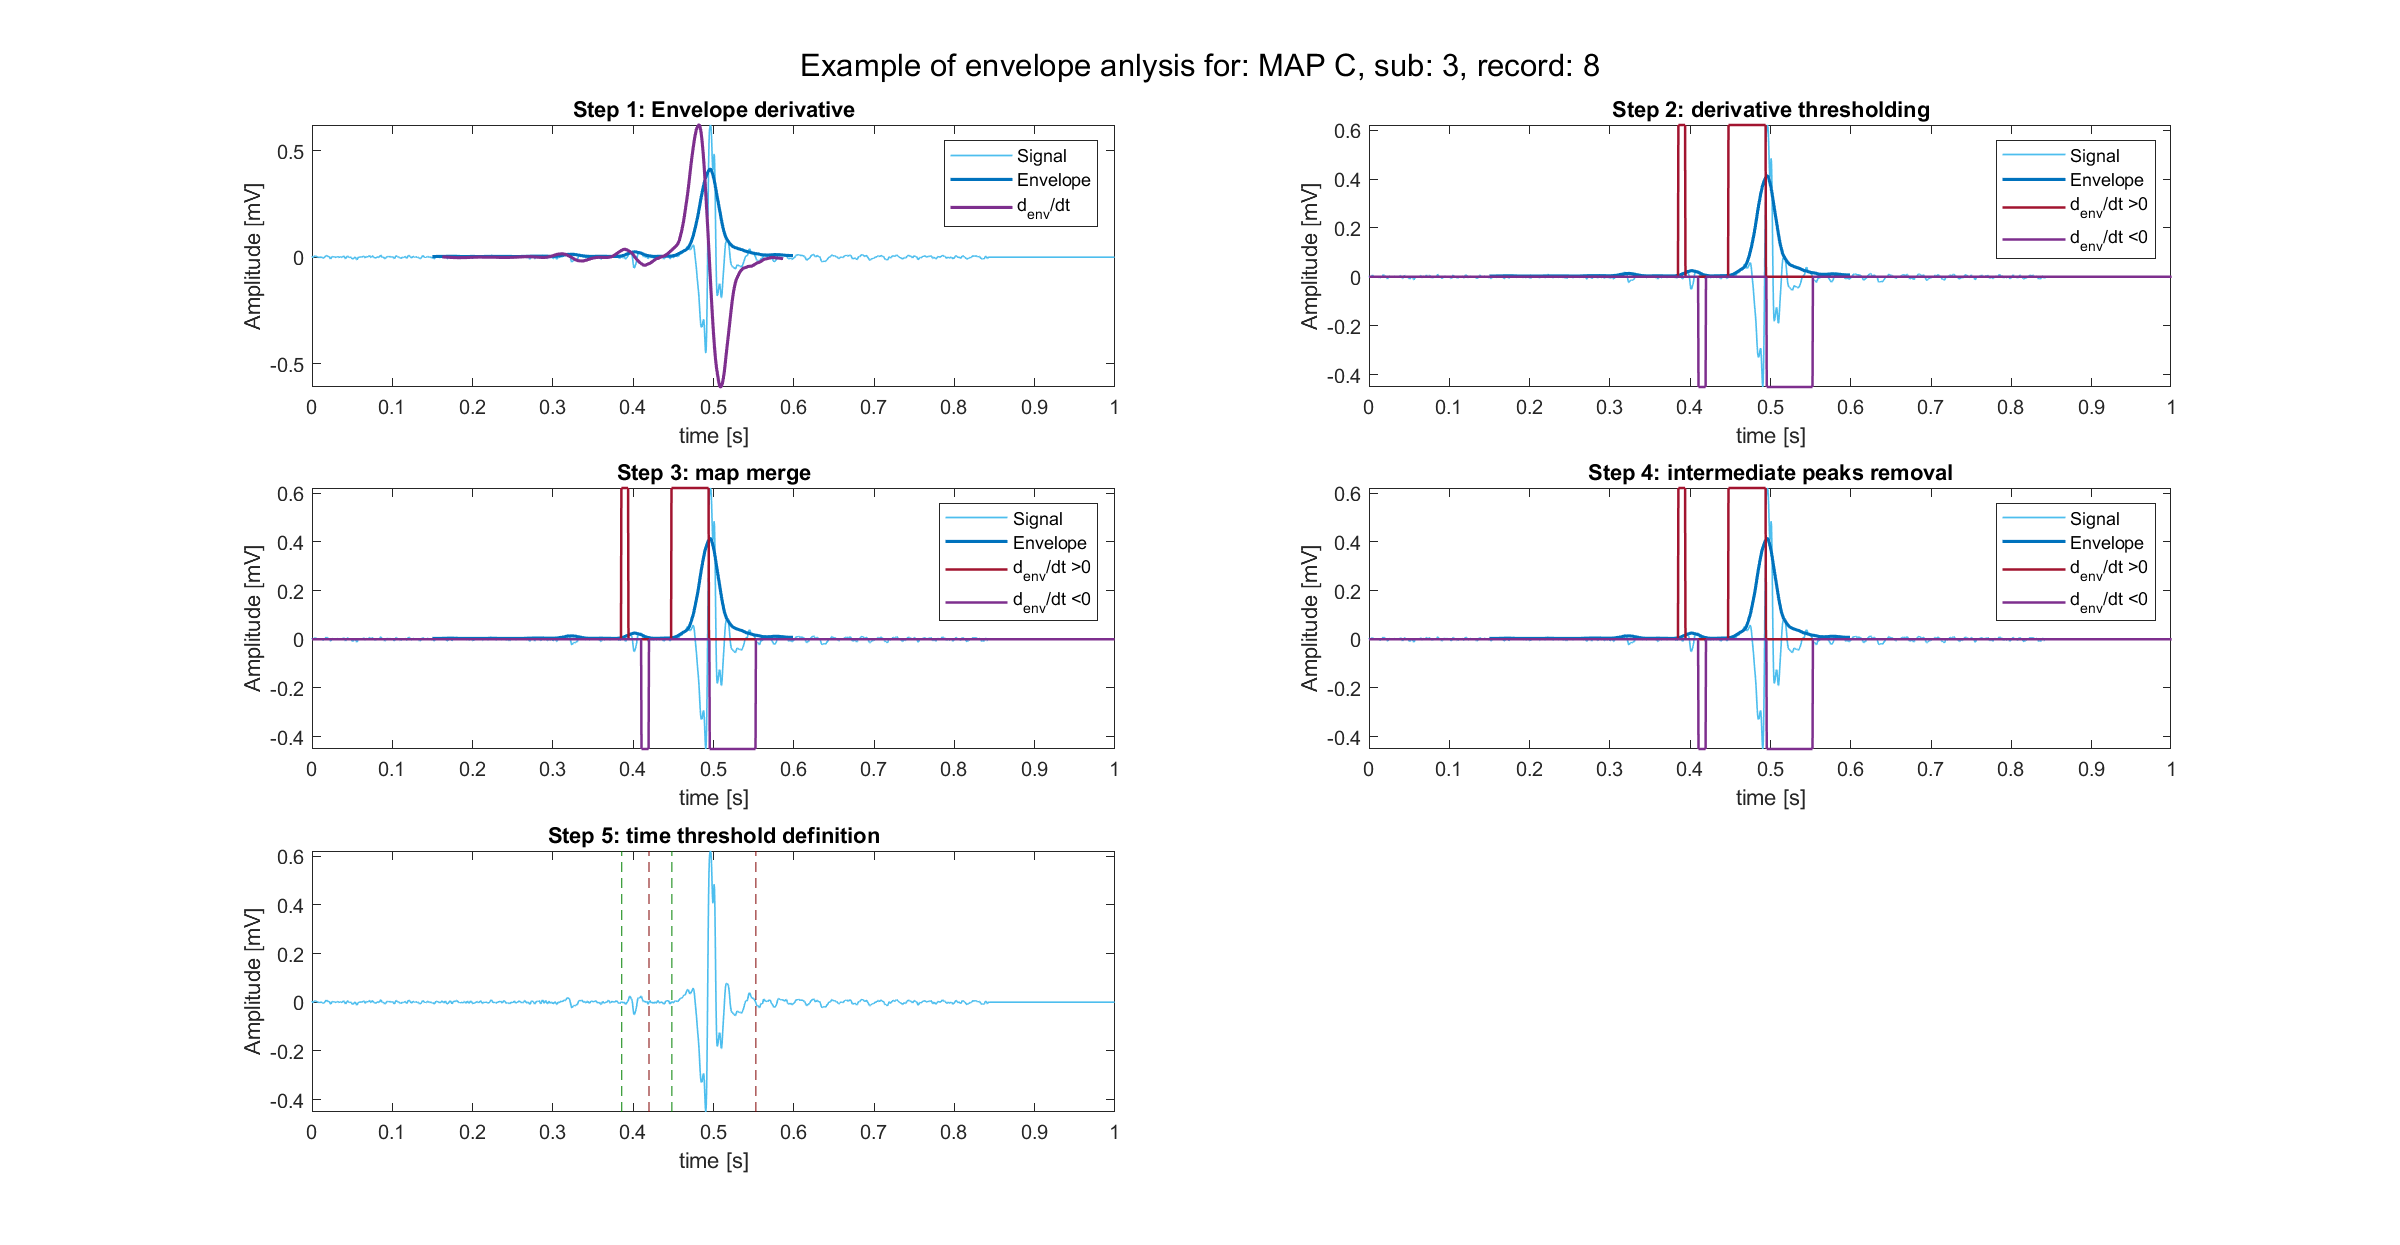 Example of envelope anlysis for: MAP C, sub: 3, record: 8
Step 1: Envelope derivative
0.5
0
-0.5
Amplitude [mV]
0 0.1 0.2 0.3 0.4 0.5 0.6 0.7 0.8 0.9 1
time [s]
Signal
Envelope
d_env/dt
Step 2: derivative thresholding
0.6
0.4
0.2
0
-0.2
-0.4
Amplitude [mV]
0 0.1 0.2 0.3 0.4 0.5 0.6 0.7 0.8 0.9 1
time [s]
Signal
Envelope
d_env/dt >0
d_env/dt <0
Step 3: map merge
0.6
0.4
0.2
0
-0.2
-0.4
Amplitude [mV]
0 0.1 0.2 0.3 0.4 0.5 0.6 0.7 0.8 0.9 1
time [s]
Signal
Envelope
d_env/dt >0
d_env/dt <0
Step 4: intermediate peaks removal
0.6
0.4
0.2
0
-0.2
-0.4
Amplitude [mV]
0 0.1 0.2 0.3 0.4 0.5 0.6 0.7 0.8 0.9 1
time [s]
Signal
Envelope
d_env/dt >0
d_env/dt <0
Step 5: time threshold definition
0.6
0.4
0.2
0
-0.2
-0.4
Amplitude [mV]
0 0.1 0.2 0.3 0.4 0.5 0.6 0.7 0.8 0.9 1
time [s]